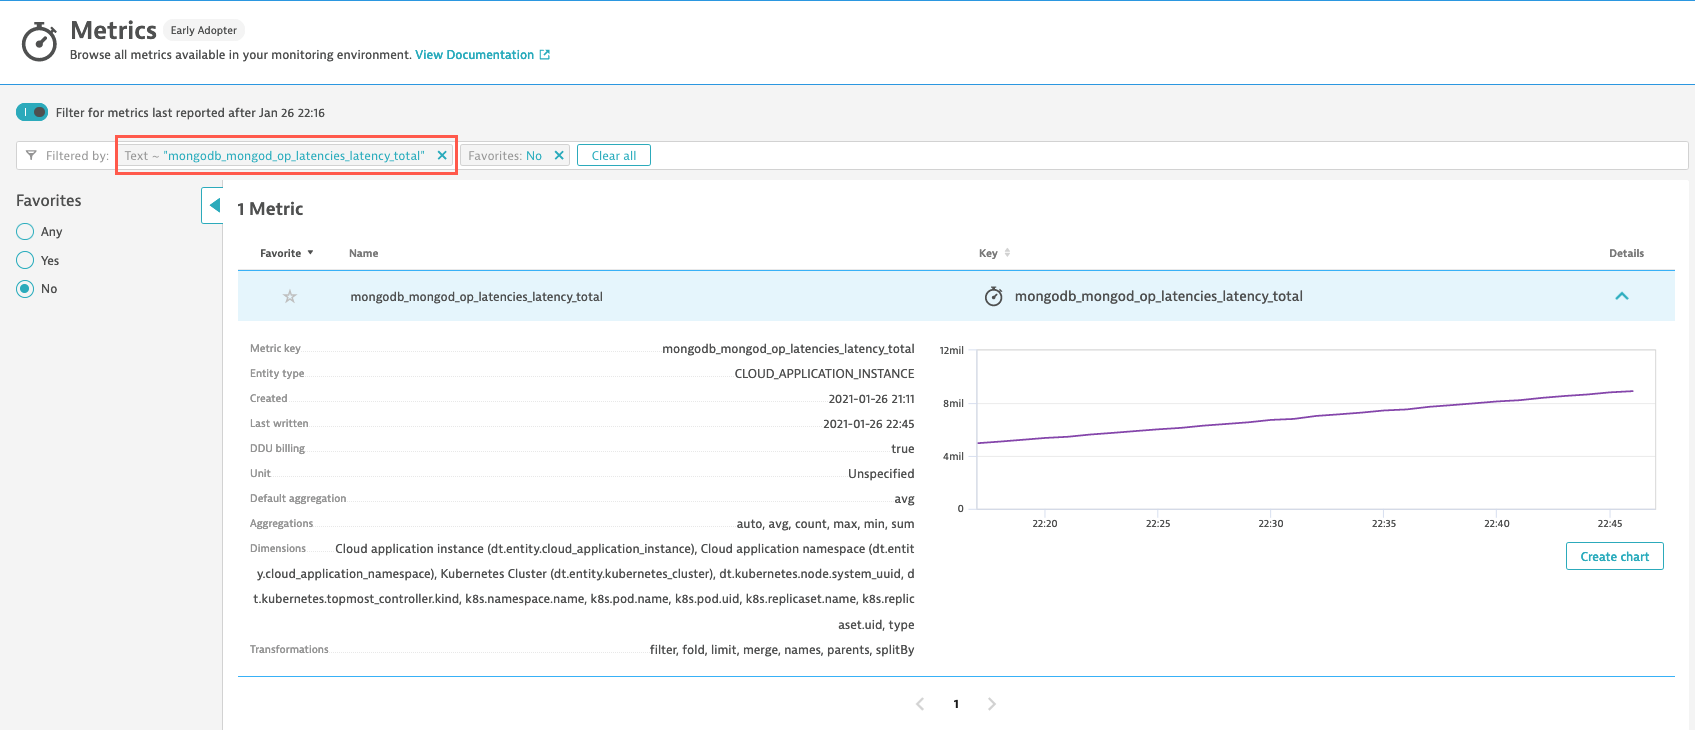 Metrics Early Adopter
Browse all metrics available in your monitoring environment. View Documentation
Filter for metrics last reported after Jan 26 22:16
Filtered by: Text ~ "mongodb_mongod_op_latencies_latency_total" Favorites: No Clear all
Favorites
Any
Yes
No
1 Metric
Favorite Name Key Details
mongodb_mongod_op_latencies_latency_total mongodb_mongod_op_latencies_latency_total
Metric key mongodb_mongod_op_latencies_latency_total
Entity type CLOUD_APPLICATION_INSTANCE
Created 2021-01-26 21:11
Last written 2021-01-26 22:45
DDU billing true
Unit Unspecified
Default aggregation avg
Aggregations auto, avg, count, max, min, sum
Dimensions Cloud application instance (dt.entity.cloud_application_instance), Cloud application namespace (dt.entit
y.cloud_application_namespace), Kubernetes Cluster (dt.entity.kubernetes_cluster), dt.kubernetes.node.system_uuid, d
t.kubernetes.topmost_controller.kind, k8s.namespace.name, k8s.pod.name, k8s.pod.uid, k8s.replicaset.name, k8s.replic
aset.uid, type
Transformations filter, fold, limit, merge, names, parents, splitBy
12mil
8mil
4mil
0
22:20 22:25 22:30 22:35 22:40 22:45
Create chart
1